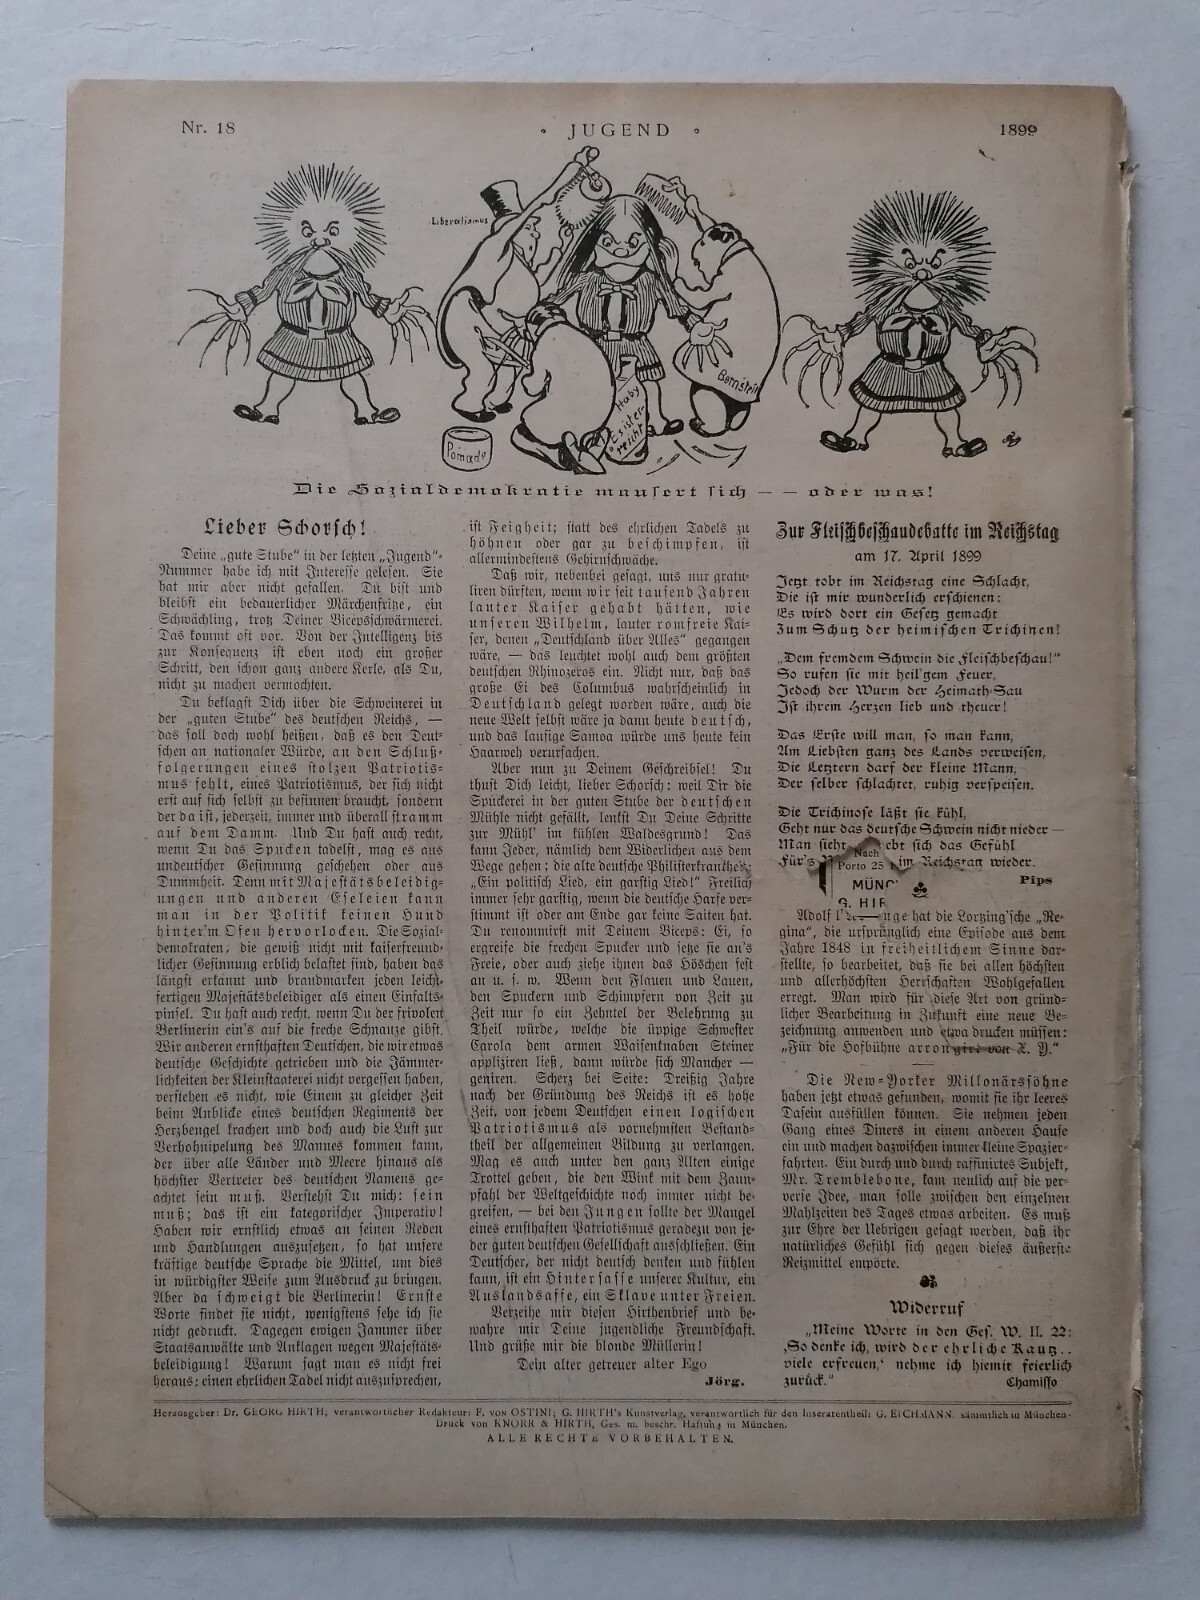 Nr. 18
JUGEND
1899
Liberalismus
Bernstein
Haby
"Es ist er-
reicht
Pomade
Die Sozialdemokratie mausert sich – – oder was!
Lieber Schorsch!
Deine „gute Stube“ in der letzten „Jugend“-
Nummer habe ich mit Interesse gelesen. Sie
hat mir aber nicht gefallen. Du bist und
bleibst ein bedauerlicher Märchenfritze, ein
Schwächling, trotz Deiner Bicepsschwärmerei.
Das kommt oft vor. Von der Intelligenz bis
zur Konsequenz ist eben noch ein großer
Schritt, den schon ganz andere Kerle, als Du,
nicht zu machen vermochten.
Du beklagst Dich über die Schweinerei in
der „guten Stube“ des deutschen Reichs, —
das soll doch wohl heißen, daß es den Deut-
schen an nationaler Würde, an den Schluß-
folgerungen eines stolzen Patriotis-
mus fehlt, eines Patriotismus, der sich nicht
erst auf sich selbst zu besinnen braucht, sondern
der da ist, jederzeit, immer und überall stramm
auf dem Damm. Und Du hast auch recht,
wenn Du das Spucken tadelst, mag es aus
undeutscher Gesinnung geschehen oder aus
Dummheit. Denn mit Majestätsbeleidig-
ungen und anderen Eseleien kann
man in der Politik keinen Hund
hinter'm Ofen hervorlocken. Die Sozial-
demokraten, die gewiß nicht mit kaiserfreund-
licher Gesinnung erblich belastet sind, haben das
längst erkannt und brandmarken jeden leicht-
fertigen Majestätsbeleidiger als einen Einfalts-
pinsel. Du hast auch recht, wenn Du der frivolen
Berlinerin ein's auf die freche Schnauze gibst.
Wir anderen ernsthaften Deutschen, die wir etwas
deutsche Geschichte getrieben und die Jämmer-
lichkeiten der Kleinstaaterei nicht vergessen haben,
verstehen es nicht, wie Einem zu gleicher Zeit
beim Anblicke eines deutschen Regiments der
Herzbengel krachen und doch auch die Lust zur
Verhohnipelung des Mannes kommen kann,
der über alle Länder und Meere hinaus als
höchster Vertreter des deutschen Namens ge-
achtet sein muß. Verstehst Du mich: sein
muß; das ist ein kategorischer Imperativ!
Haben wir ernstlich etwas an seinen Reden
und Handlungen auszusetzen, so hat unsere
kräftige deutsche Sprache die Mittel, um dies
in würdigster Weise zum Ausdruck zu bringen.
Aber da schweigt die Berlinerin! Ernste
Worte findet sie nicht, wenigstens sehe ich sie
nicht gedruckt. Dagegen ewigen Jammer über
Staatsanwälte und Anklagen wegen Majestäts-
beleidigung! Warum sagt man es nicht frei
heraus: einen ehrlichen Tadel nicht auszusprechen,
ist Feigheit; statt des ehrlichen Tadels zu
höhnen oder gar zu beschimpfen, ist
allermindestens Gehirnschwäche.
Daß wir, nebenbei gesagt, uns nur gratu-
liren dürften, wenn wir seit tausend Jahren
lauter Kaiser gehabt hätten, wie
unseren Wilhelm, lauter romfreie Kai-
ser, denen „Deutschland über Alles“ gegangen
wäre, — das leuchtet wohl auch dem größten
deutschen Rhinozeros ein. Nicht nur, daß das
große Ei des Columbus wahrscheinlich in
Deutschland gelegt worden wäre, auch die
neue Welt selbst wäre ja dann heute deutsch,
und das lausige Samoa würde uns heute kein
Haarweh verursachen.
Aber nun zu Deinem Geschreibsel! Du
thust Dich leicht, lieber Schorsch: weil Dir die
Spuckerei in der guten Stube der deutschen
Mühle nicht gefällt, lenkst Du Deine Schritte
zur Mühl' im kühlen Waldesgrund! Das
kann Jeder, nämlich dem Widerlichen aus dem
Wege gehen; die alte deutsche Philisterkrankheit:
„Ein politisch Lied, ein garstig Lied!“ Freilich
immer sehr garstig, wenn die deutsche Harfe ver-
stimmt ist oder am Ende gar keine Saiten hat.
Du renommirst mit Deinem Biceps: Ei, so
ergreife die frechen Spucker und setze sie an's
Freie, oder auch ziehe ihnen das Höschen fest
an u. s. w. Wenn den Flauen und Lauen,
den Spuckern und Schimpfern von Zeit zu
Zeit nur so ein Zehntel der Belehrung zu
Theil würde, welche die üppige Schwester
Carola dem armen Waisenknaben Steiner
appliziren ließ, dann würde sich Mancher —
geniren. Scherz bei Seite: Dreißig Jahre
nach der Gründung des Reichs ist es hohe
Zeit, von jedem Deutschen einen logischen
Patriotismus als vornehmsten Bestand-
theil der allgemeinen Bildung zu verlangen.
Mag es auch unter den ganz Alten einige
Trottel geben, die den Wink mit dem Zaun-
pfahl der Weltgeschichte noch immer nicht be-
greifen, — bei den Jungen sollte der Mangel
eines ernsthaften Patriotismus geradezu von je-
der guten deutschen Gesellschaft ausschließen. Ein
Deutscher, der nicht deutsch denken und fühlen
kann, ist ein Hintersasse unserer Kultur, ein
Auslandsaffe, ein Sklave unter Freien.
Verzeihe mir diesen Hirthenbrief und be-
wahre mir Deine jugendliche Freundschaft.
Und grüße mir die blonde Müllerin!
Dein alter getreuer alter Ego
Jörg.
Zur Fleischbeschaudebatte im Reichstag
am 17. April 1899
Jetzt tobt im Reichstag eine Schlacht,
Die ist mir wunderlich erschienen:
Es wird dort ein Gesetz gemacht
Zum Schutz der heimischen Trichinen!
„Dem fremdem Schwein die Fleischbeschau!“
So rufen sie mit heil'gem Feuer,
Jedoch der Wurm der Heimath-Sau
Ist ihrem Herzen lieb und theuer!
Das Erste will man, so man kann,
Am Liebsten ganz des Lands verweisen,
Die Letztern darf der kleine Mann,
Der selber schlachtet, ruhig verspeisen.
Die Trichinose läßt sie kühl,
Geht nur das deutsche Schwein nicht nieder —
Man sieht ebt sich das Gefühl
Für's im Reichstag wieder.
Pips
Nach
Porto 25
MÜNC
G. HIR
Adolf l' nge hat die Lortzing'sche „Re-
gina“, die ursprünglich eine Episode aus dem
Jahre 1848 in freiheitlichem Sinne dar-
stellte, so bearbeitet, daß sie bei allen höchsten
und allerhöchsten Herrschaften Wohlgefallen
erregt. Man wird für diese Art von gründ-
licher Bearbeitung in Zukunft eine neue Be-
zeichnung anwenden und etwa drucken müssen:
„Für die Hofbühne arrongirt von X. Y.“
Die New-Yorker Millonärsföhne
haben jetzt etwas gefunden, womit sie ihr leeres
Dasein ausfüllen können. Sie nehmen jeden
Gang eines Diners in einem anderen Hause
ein und machen dazwischen immer kleine Spazier-
fahrten. Ein durch und durch raffinirtes Subjekt,
Mr. Tremblebone, kam neulich auf die per-
verse Idee, man solle zwischen den einzelnen
Mahlzeiten des Tages etwas arbeiten. Es muß
zur Ehre der Uebrigen gesagt werden, daß ihr
natürliches Gefühl sich gegen dieses äußerste
Reizmittel empörte.
Widerruf
„Meine Worte in den Ges. W. II. 22:
‚So denke ich, wird der ehrliche Kauz..
viele erfreuen,‘ nehme ich hiemit feierlich
zurück.“
Chamisso
Herausgeber: Dr. GEORG HIRTH; verantwortlicher Redakteur: F. von OSTINI; G. HIRTH's Kunstverlag, verantwortlich für den Inseratentheil: G. EICHMANN. sämmtlich in München.
Druck von KNORR & HIRTH, Ges. m. beschr. Haftung in München.
ALLE RECHTE VORBEHALTEN.